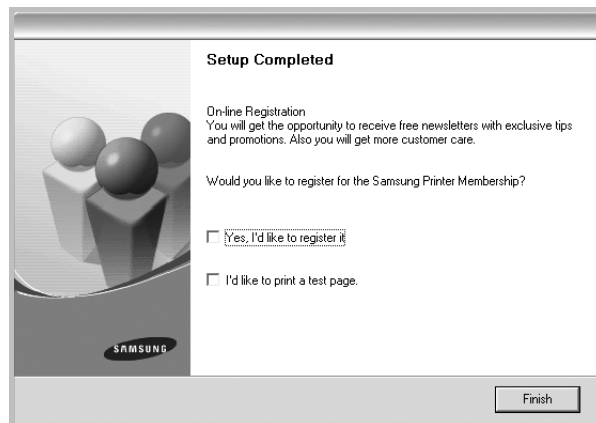 Setup Completed
On-line Registration
You will get the opportunity to receive free newsletters with exclusive tips
and promotions. Also you will get more customer care.
Would you like to register for the Samsung Printer Membership?
Yes, I'd like to register it
I'd like to print a test page.
SAMSUNG
Finish